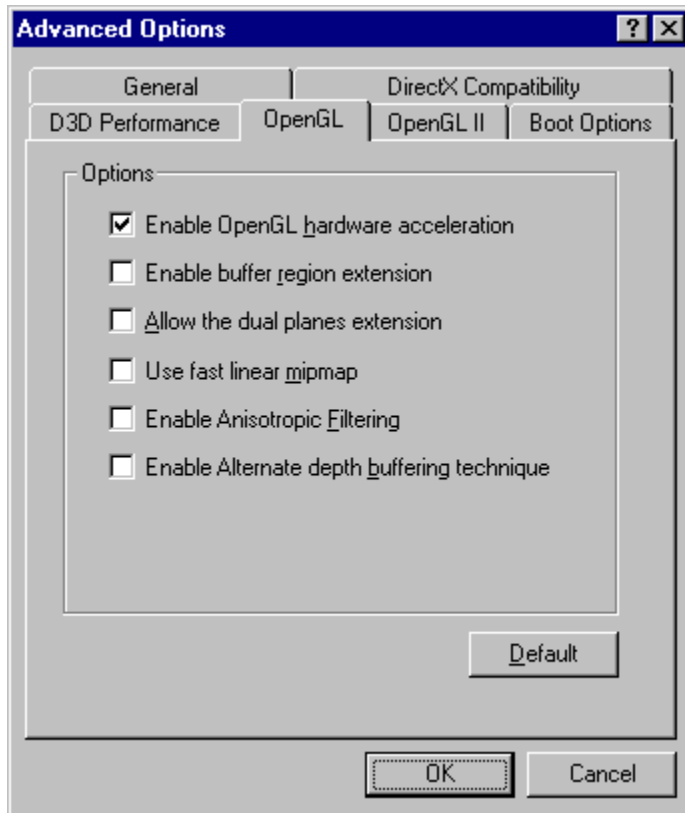 Advanced Options
General DirectX Compatibility
D3D Performance OpenGL OpenGL II Boot Options
Options
Enable OpenGL hardware acceleration
Enable buffer region extension
Allow the dual planes extension
Use fast linear mipmap
Enable Anisotropic Filtering
Enable Alternate depth buffering technique
Default
OK Cancel